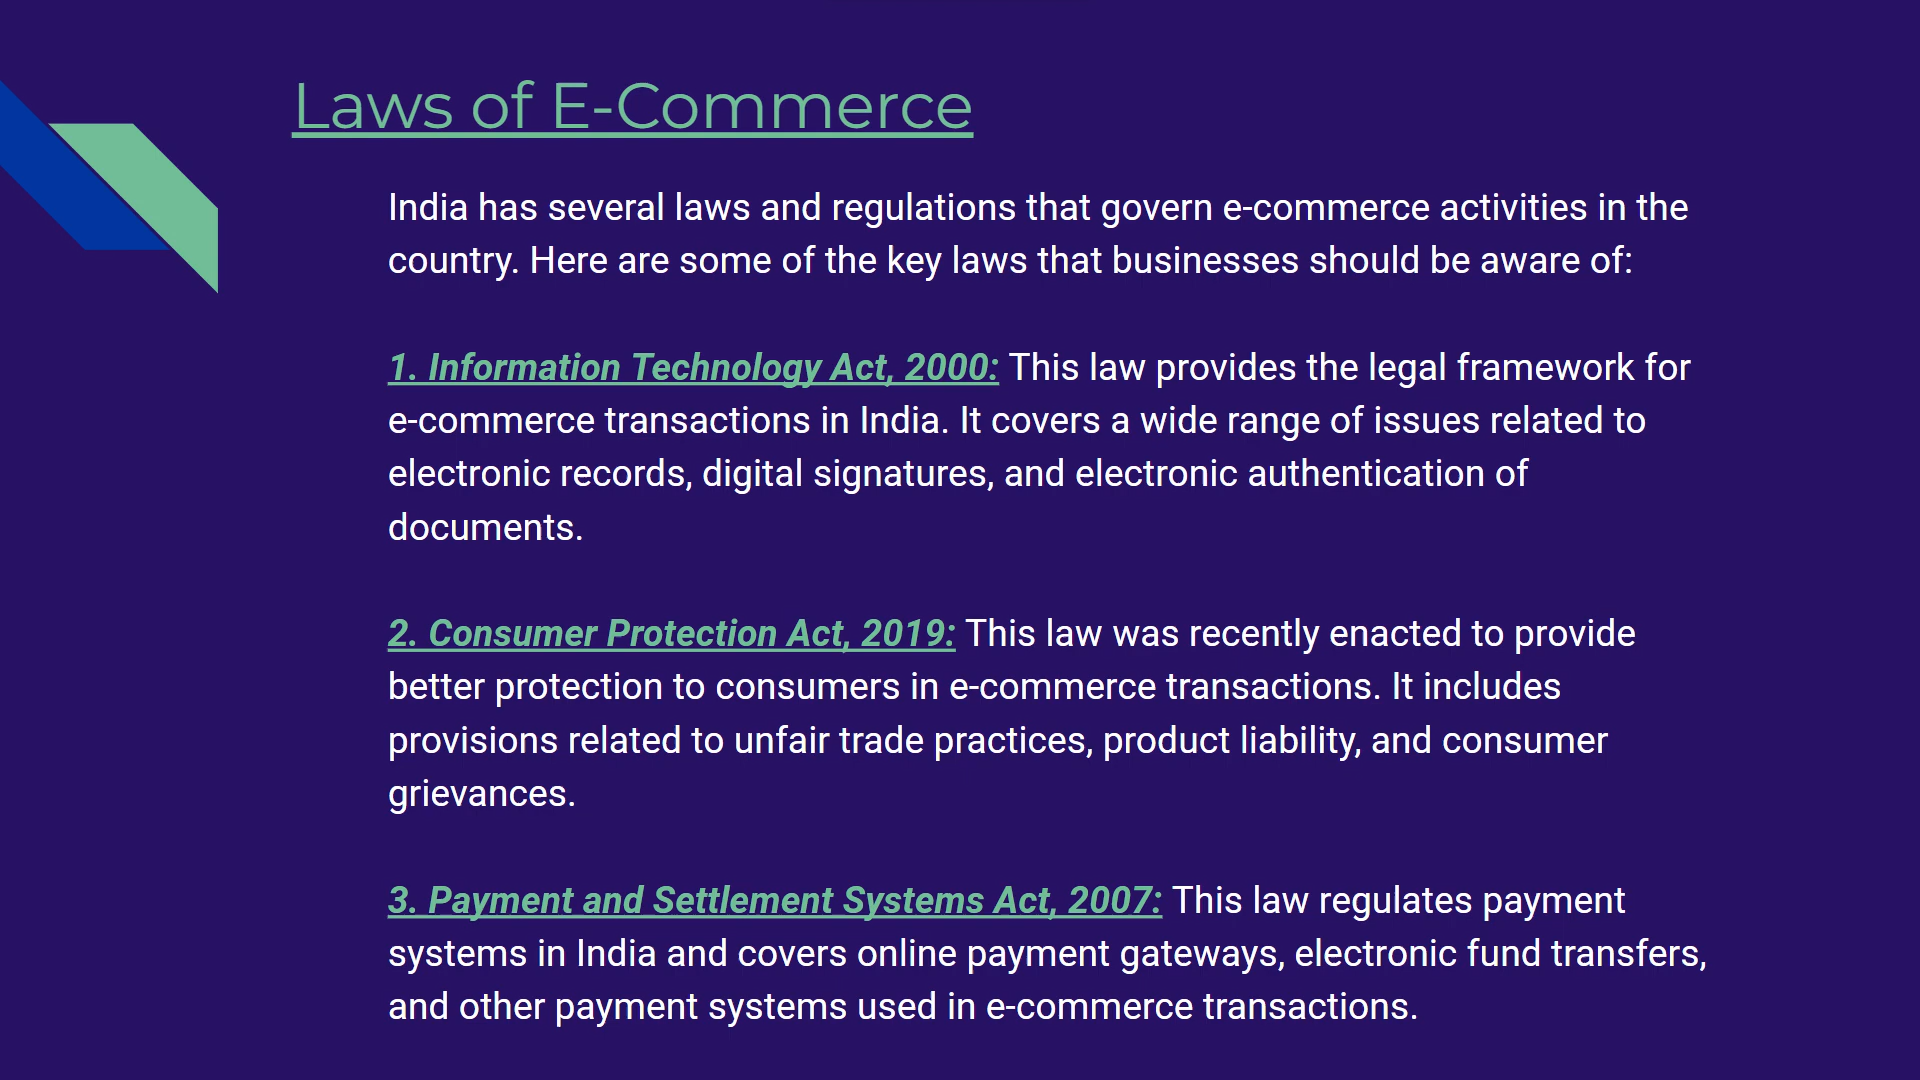 Laws of E-Commerce
India has several laws and regulations that govern e-commerce activities in the
country. Here are some of the key laws that businesses should be aware of:
1. Information Technology Act, 2000: This law provides the legal framework for
e-commerce transactions in India. It covers a wide range of issues related to
electronic records, digital signatures, and electronic authentication of
documents.
2. Consumer Protection Act, 2019: This law was recently enacted to provide
better protection to consumers in e-commerce transactions. It includes
provisions related to unfair trade practices, product liability, and consumer
grievances.
3. Payment and Settlement Systems Act, 2007: This law regulates payment
systems in India and covers online payment gateways, electronic fund transfers,
and other payment systems used in e-commerce transactions.